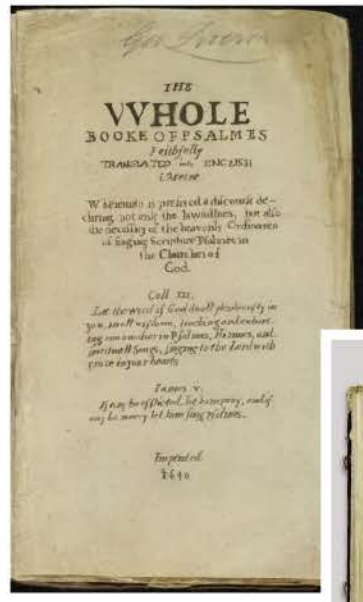 THE
VVHOLE
BOOKE OF PSALMES
Faithfully
TRANSLATED into ENGLISH
Metre
Whereunto is prefixed a discourse de-
claring not only the lawfullnes, but also
the necessity of the heavenly Ordinance
of singing Scripture Psalmes in
the Churches of
God.
Coll. III.
Let the word of God dwell plenteously in
you, in all wisdome, teaching and exhort-
ing one another in Psalmes, Himnes, and
spirituall Songs, singing to the Lord with
grace in your hearts
Iames v.
If any be afflicted, let him pray, and if
any be merry let him sing psalmes.
Imprinted
1640